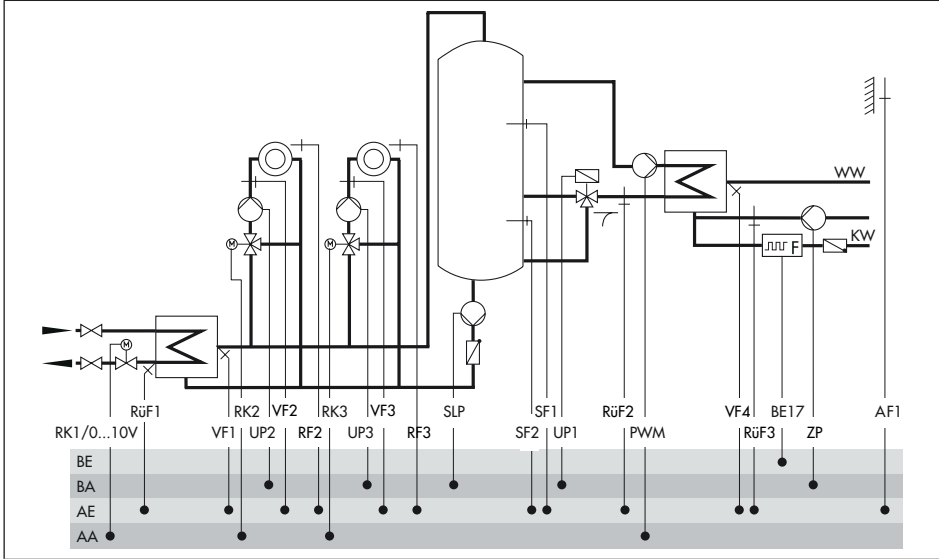 WW
KW
F
M
M
M
RüF1
RK2
VF2
RK3
VF3
SLP
SF1
RüF2
VF4
BE17
AF1
RK1/0...10V
VF1
UP2
RF2
UP3
RF3
SF2
UP1
PWM
RüF3
ZP
BE
BA
AE
AA